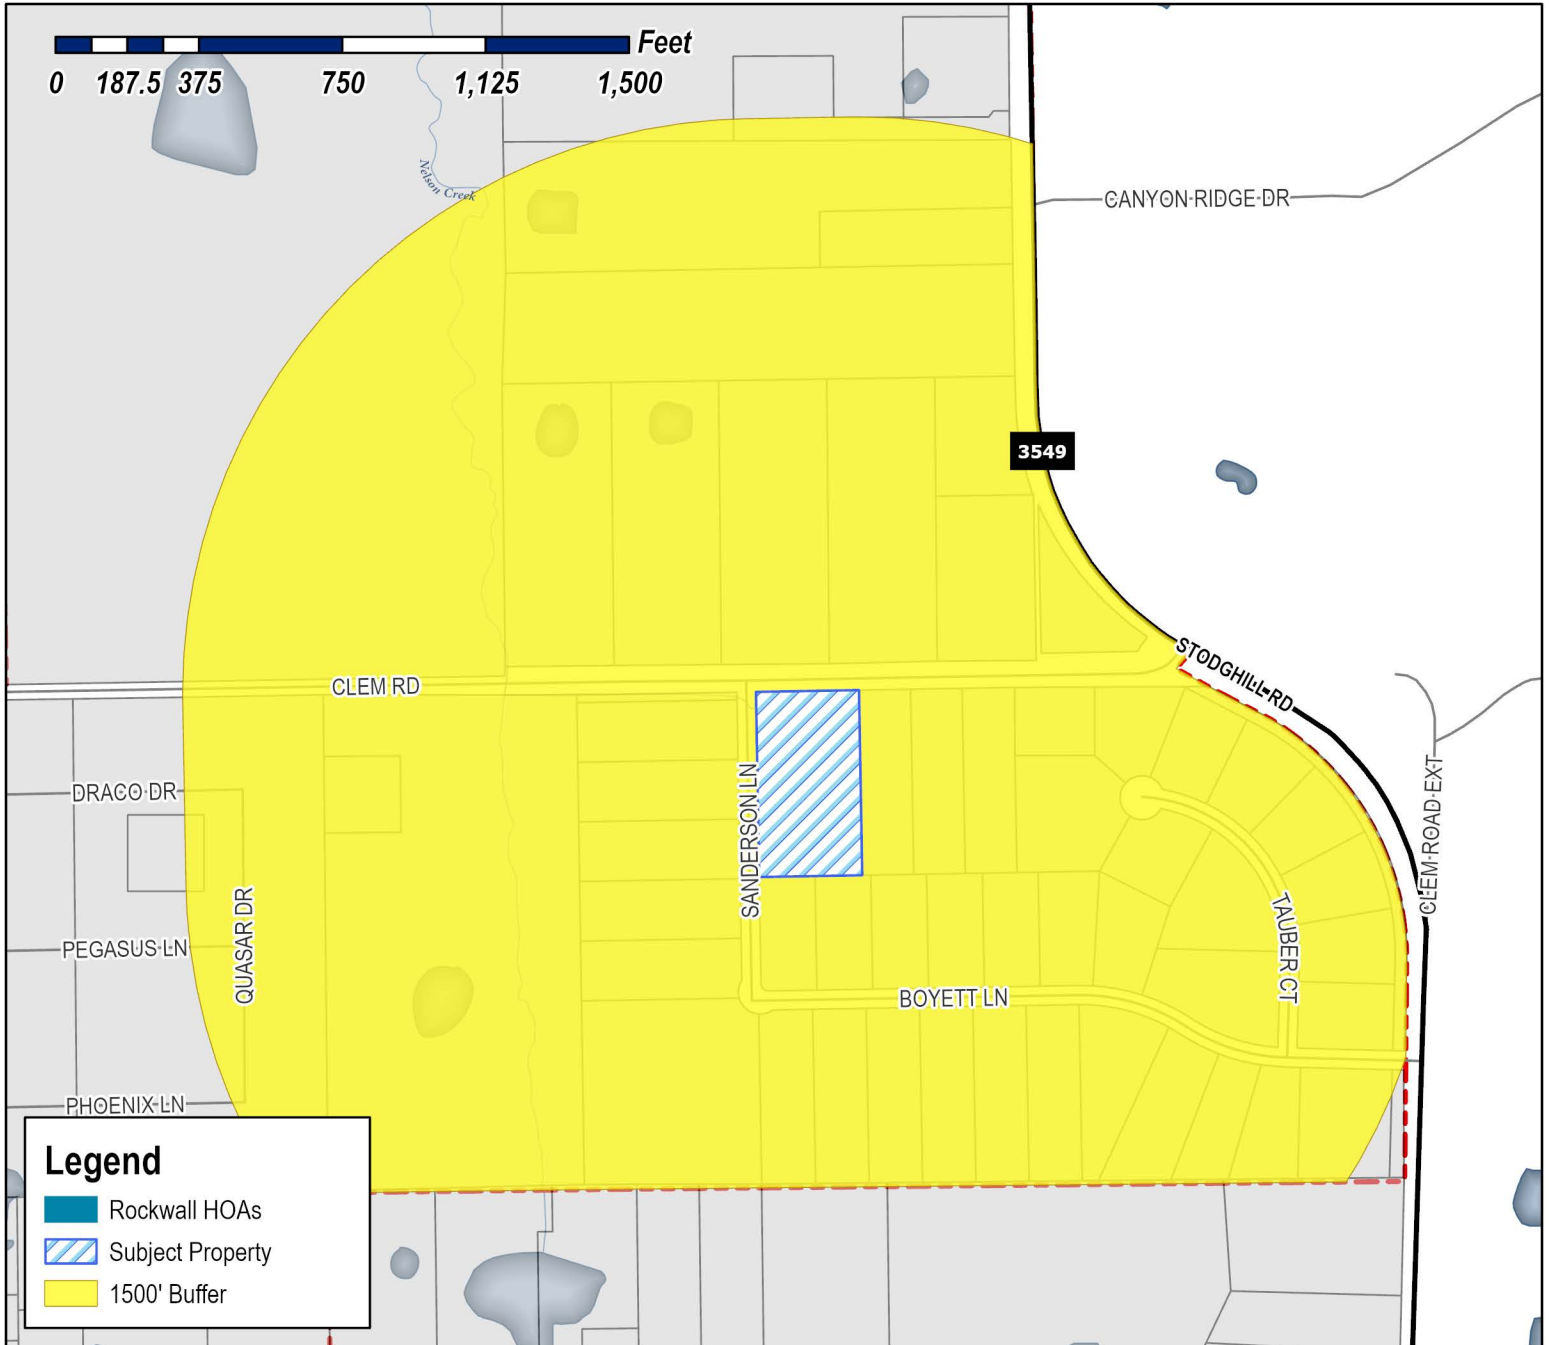 Feet
0 187.5 375 750 1,125 1,500
Nelson Creek
CANYON RIDGE DR
3549
STODGHILL RD
CLEM RD
CLEM ROAD EXT
DRACO DR
SANDERSON LN
QUASAR DR
TAUBER CT
PEGASUS LN
BOYETT LN
PHOENIX LN
Legend
Rockwall HOAs
Subject Property
1500' Buffer